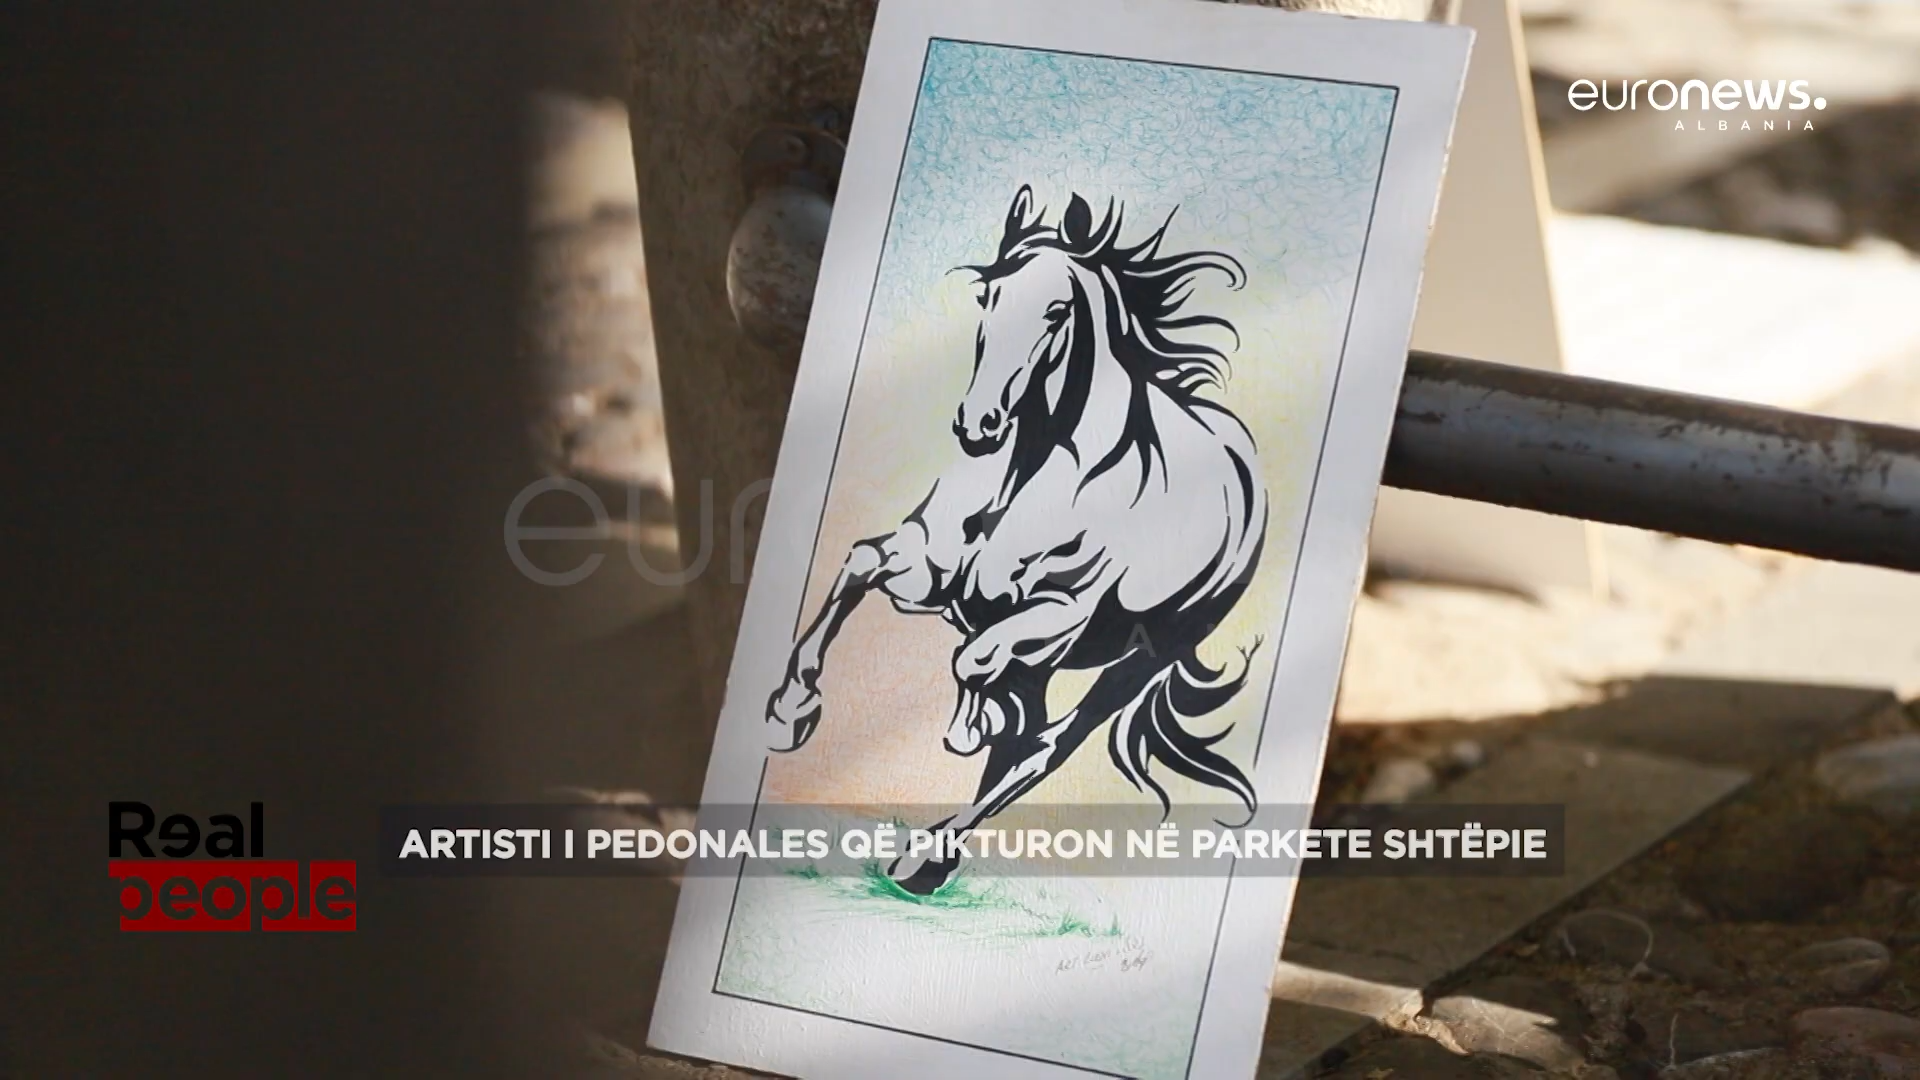 euronews.
ALBANIA
Real
people
ARTISTI I PEDONALES QË PIKTURON NË PARKETE SHTËPIE